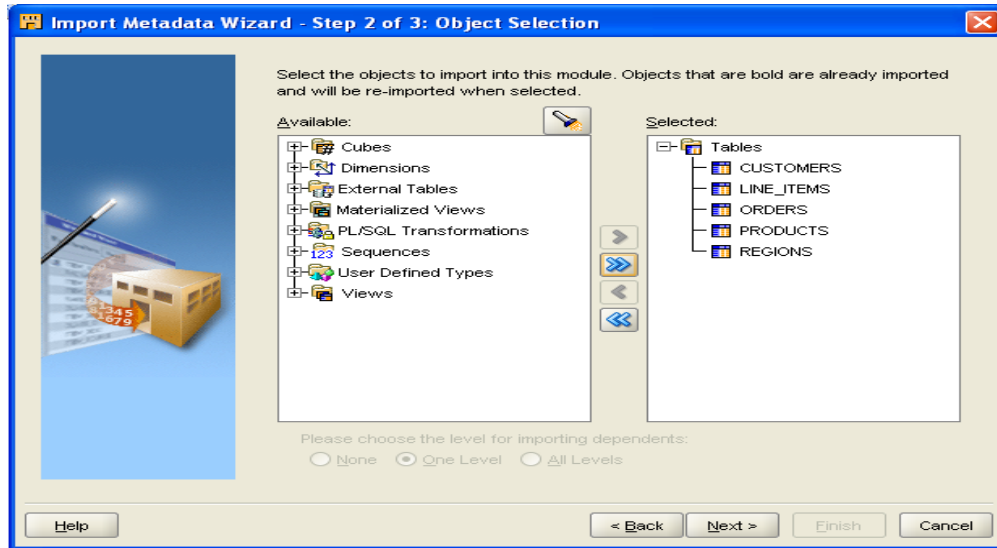 Import Metadata Wizard - Step 2 of 3: Object Selection
Select the objects to import into this module. Objects that are bold are already imported
and will be re-imported when selected.
Available:
Cubes
Dimensions
External Tables
Materialized Views
PL/SQL Transformations
123 Sequences
User Defined Types
Views
Selected:
Tables
CUSTOMERS
LINE_ITEMS
ORDERS
PRODUCTS
REGIONS
Please choose the level for importing dependents:
None One Level All Levels
Help < Back Next > Finish Cancel